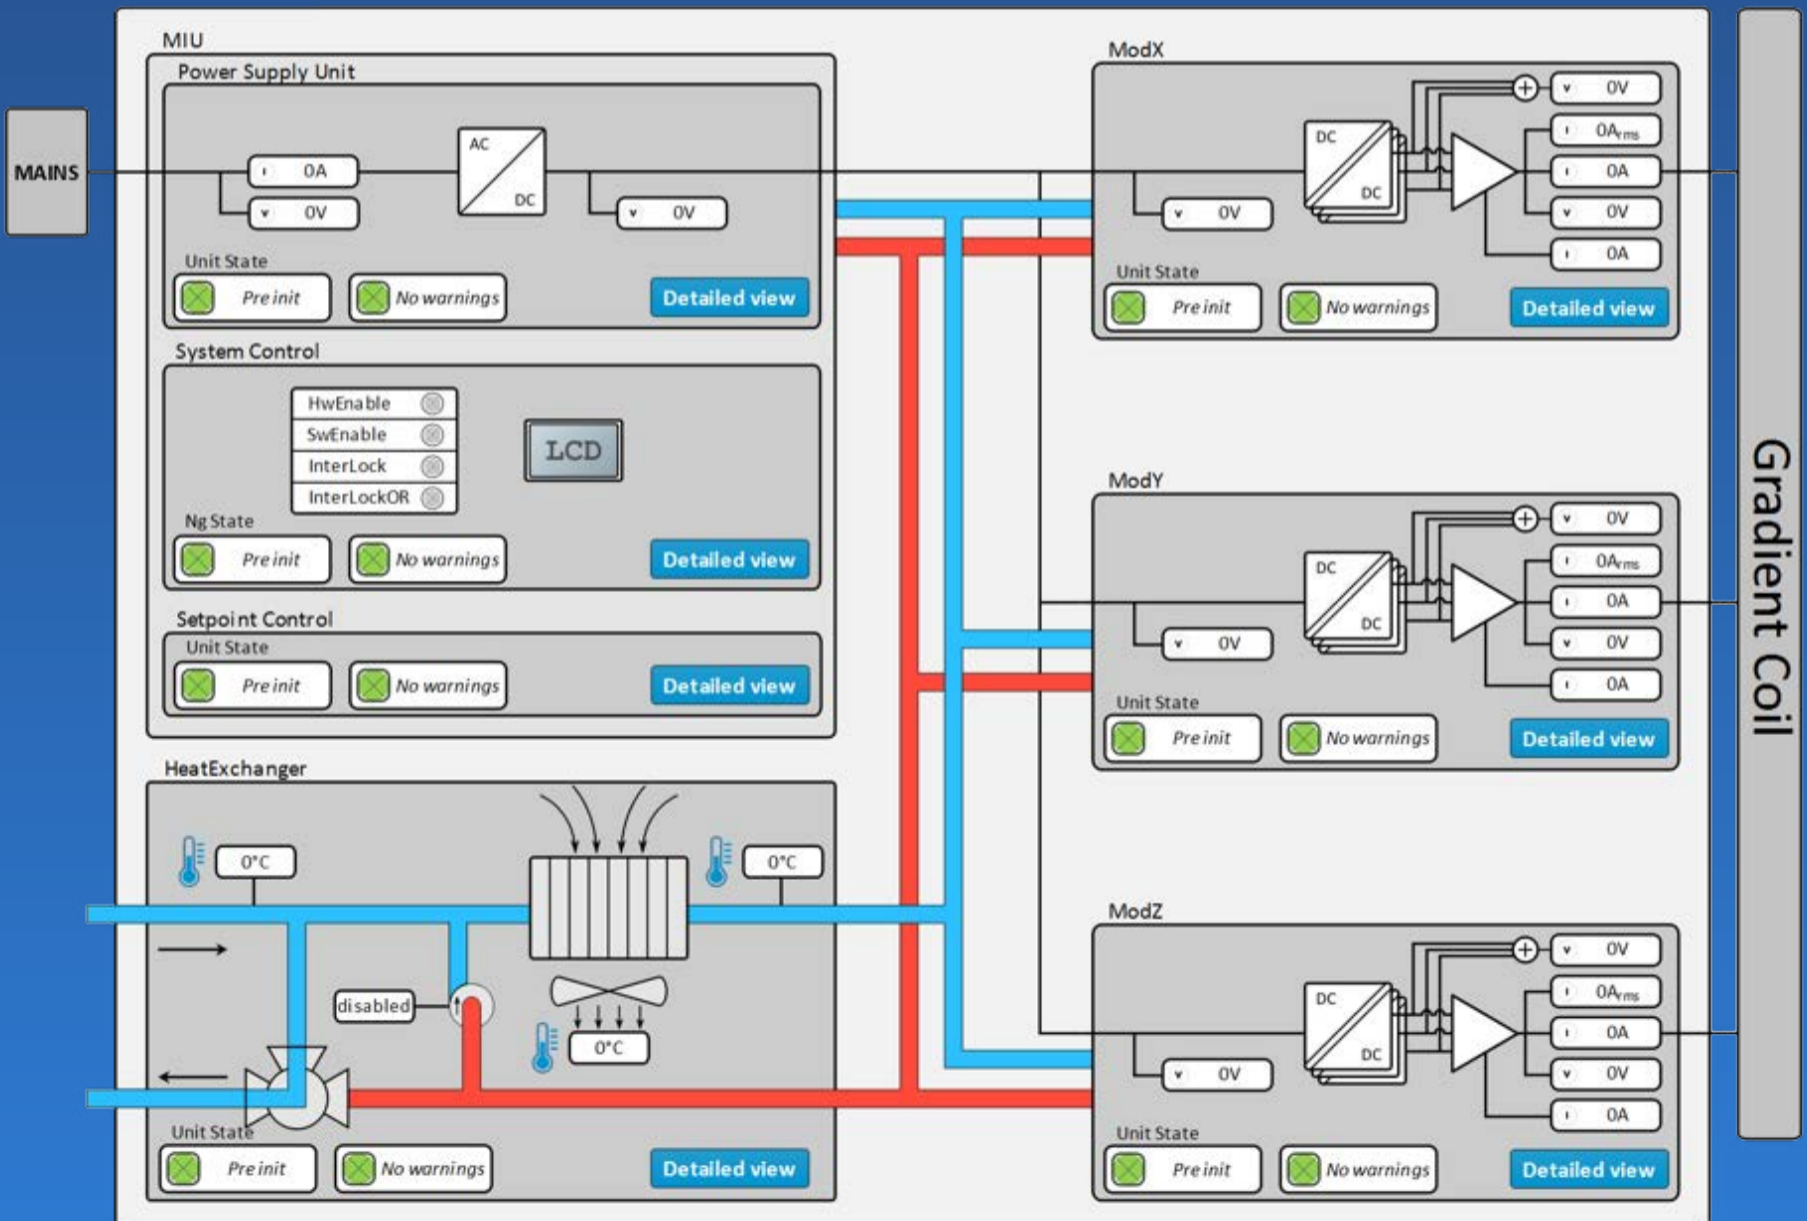 MIU
Power Supply Unit
MAINS
I 0A
V 0V
AC
DC
V 0V
Unit State
Pre init
No warnings
Detailed view
System Control
HwEnable
SwEnable
InterLock
InterLockOR
LCD
Ng State
Pre init
No warnings
Detailed view
Setpoint Control
Unit State
Pre init
No warnings
Detailed view
HeatExchanger
0°C
0°C
disabled
0°C
Unit State
Pre init
No warnings
Detailed view
ModX
V 0V
DC
DC
V 0V
I 0Arms
I 0A
V 0V
I 0A
Unit State
Pre init
No warnings
Detailed view
ModY
V 0V
DC
DC
V 0V
I 0Arms
I 0A
V 0V
I 0A
Unit State
Pre init
No warnings
Detailed view
ModZ
V 0V
DC
DC
V 0V
I 0Arms
I 0A
V 0V
I 0A
Unit State
Pre init
No warnings
Detailed view
Gradient Coil